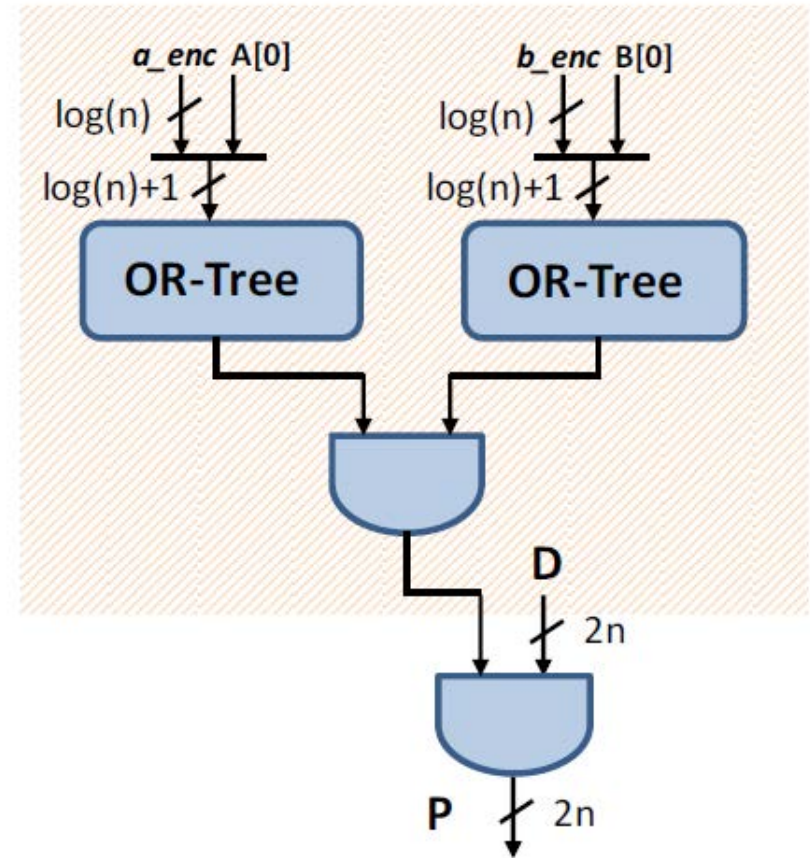 a_enc A[0]
b_enc B[0]
log(n)
log(n)
log(n)+1
log(n)+1
OR-Tree
OR-Tree
D
2n
P
2n